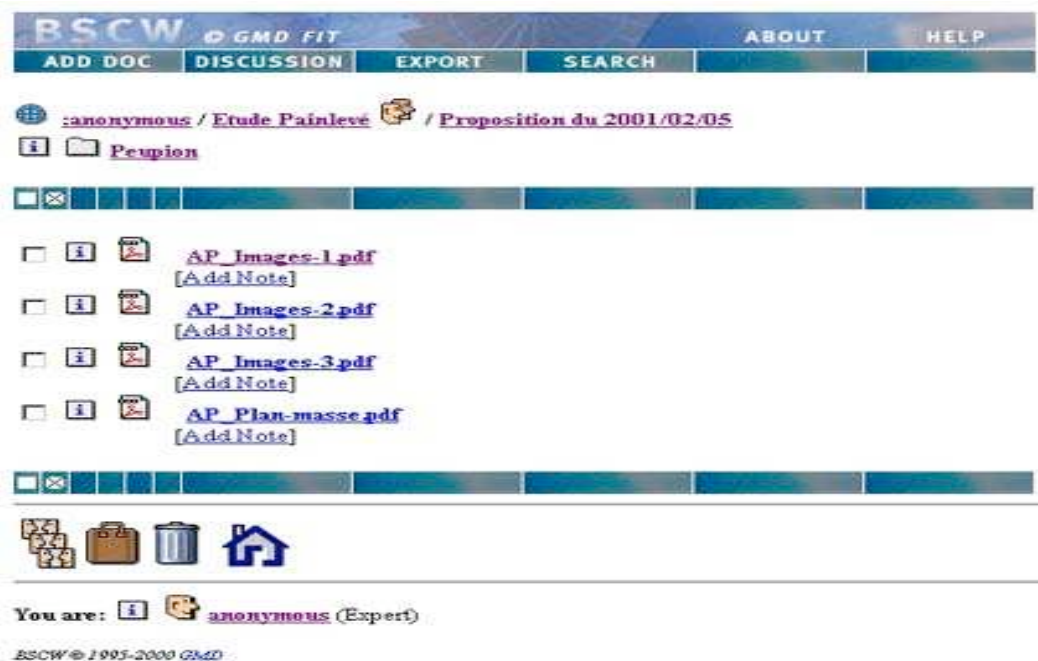 BSCW © GMD FIT ABOUT HELP
ADD DOC DISCUSSION EXPORT SEARCH
:anonymous / Etude Painlevé / Proposition du 2001/02/05
Peupion
AP_Images-1.pdf
[Add Note]
AP_Images-2.pdf
[Add Note]
AP_Images-3.pdf
[Add Note]
AP_Plan-masse.pdf
[Add Note]
You are: anonymous (Expert)
BSCW © 1995-2000 GMD